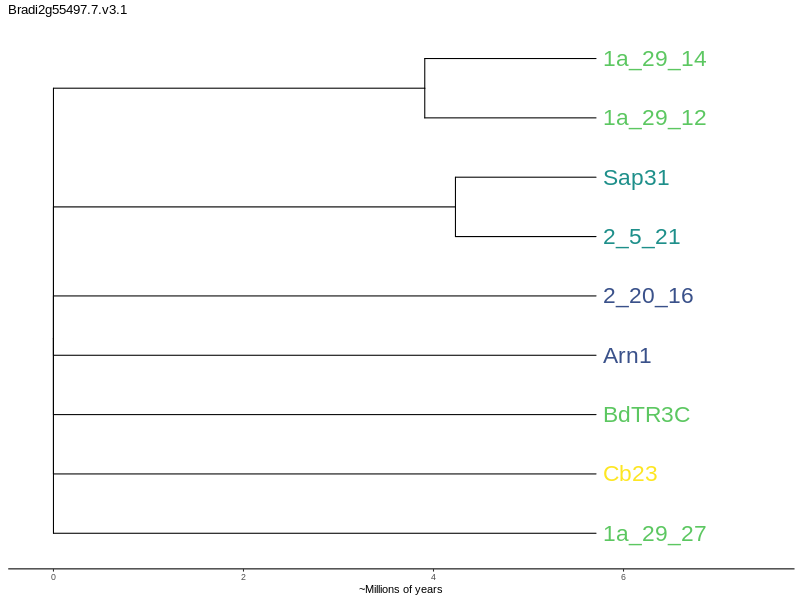 Bradi2g55497.7.v3.1
1a_29_14
1a_29_12
Sap31
2_5_21
2_20_16
Arn1
BdTR3C
Cb23
1a_29_27
0 2 4 6
~Millions of years